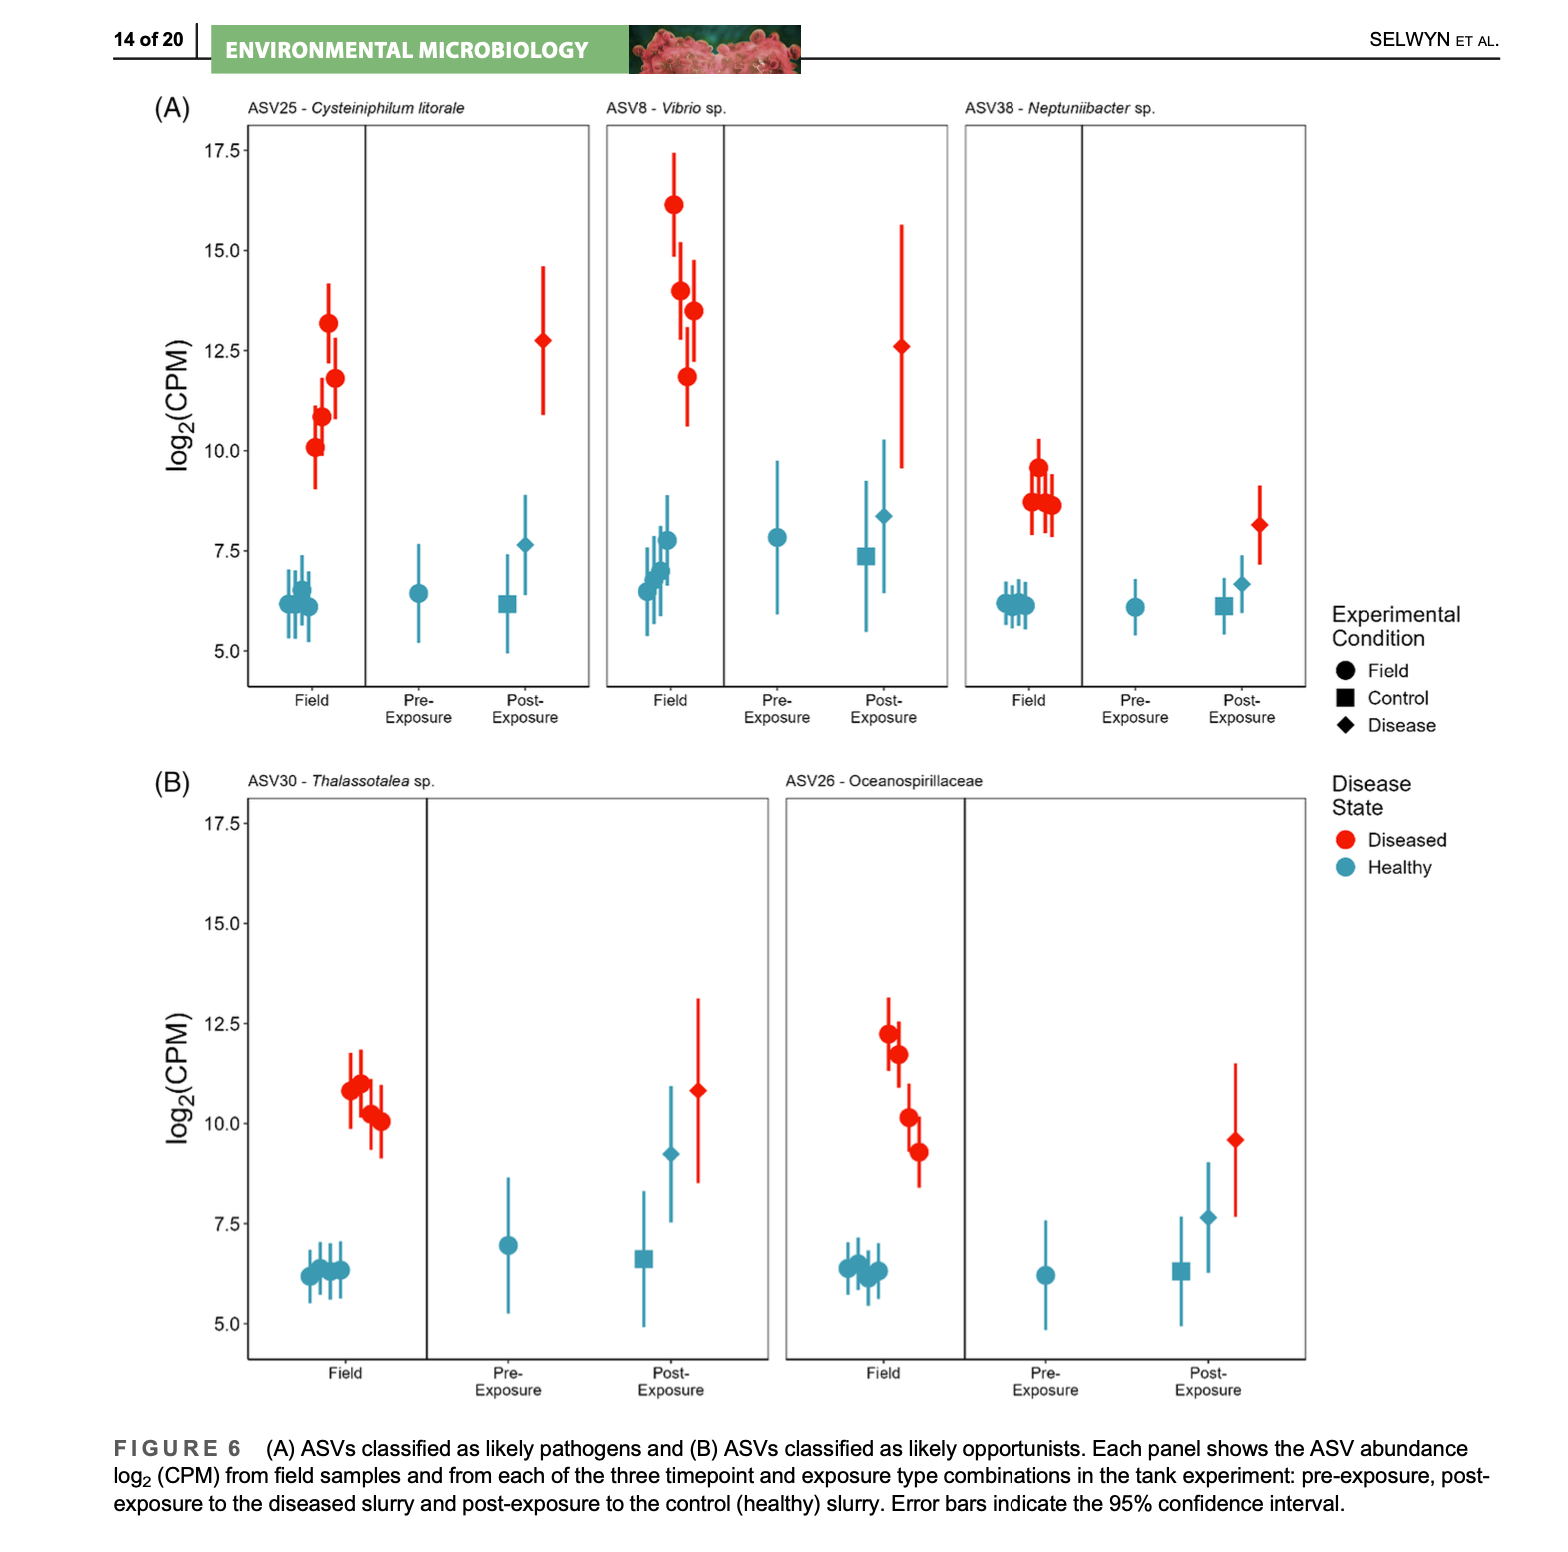 14 of 20
ENVIRONMENTAL MICROBIOLOGY
SELWYN ET AL.
(A)
ASV25 - Cysteiniphilum litorale
ASV8 - Vibrio sp.
ASV38 - Neptuniibacter sp.
17.5
15.0
12.5
10.0
7.5
5.0
log2(CPM)
Field
Pre-
Exposure
Post-
Exposure
Field
Pre-
Exposure
Post-
Exposure
Field
Pre-
Exposure
Post-
Exposure
Experimental
Condition
Field
Control
Disease
(B)
ASV30 - Thalassotalea sp.
ASV26 - Oceanospirillaceae
17.5
15.0
12.5
10.0
7.5
5.0
log2(CPM)
Field
Pre-
Exposure
Post-
Exposure
Field
Pre-
Exposure
Post-
Exposure
Disease
State
Diseased
Healthy
FIGURE 6 (A) ASVs classified as likely pathogens and (B) ASVs classified as likely opportunists. Each panel shows the ASV abundance
log2 (CPM) from field samples and from each of the three timepoint and exposure type combinations in the tank experiment: pre-exposure, post-
exposure to the diseased slurry and post-exposure to the control (healthy) slurry. Error bars indicate the 95% confidence interval.